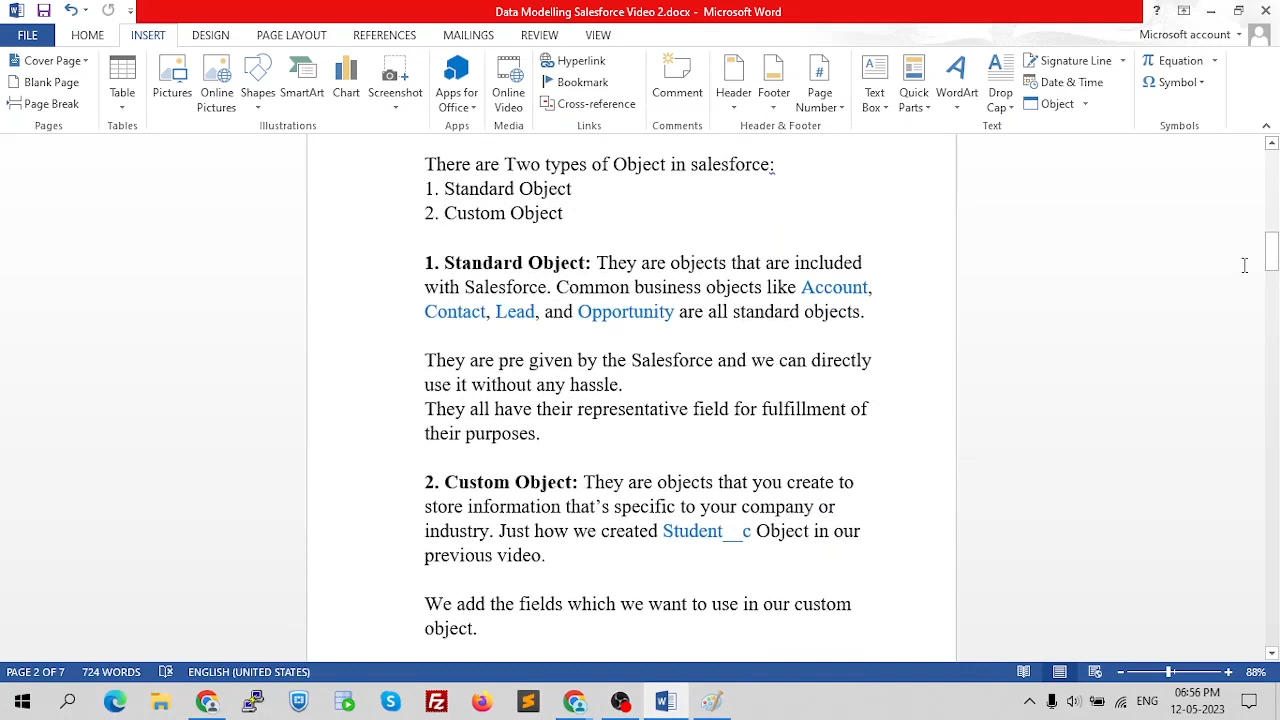 Data Modelling Salesforce Video 2.docx - Microsoft Word
?
FILE HOME INSERT DESIGN PAGE LAYOUT REFERENCES MAILINGS REVIEW VIEW Microsoft account
Cover Page
Blank Page
Page Break
Pages
Table
Tables
Pictures
Online Pictures
Shapes
SmartArt
Chart
Screenshot
Illustrations
Apps for Office
Apps
Online Video
Media
Hyperlink
Bookmark
Cross-reference
Links
Comment
Comments
Header
Footer
Page Number
Header & Footer
Text Box
Quick Parts
WordArt
Drop Cap
Signature Line
Date & Time
Object
Text
Equation
Symbol
Symbols
There are Two types of Object in salesforce:
1. Standard Object
2. Custom Object
1. Standard Object: They are objects that are included
with Salesforce. Common business objects like Account,
Contact, Lead, and Opportunity are all standard objects.
They are pre given by the Salesforce and we can directly
use it without any hassle.
They all have their representative field for fulfillment of
their purposes.
2. Custom Object: They are objects that you create to
store information that’s specific to your company or
industry. Just how we created Student__c Object in our
previous video.
We add the fields which we want to use in our custom
object.
PAGE 2 OF 7 724 WORDS ENGLISH (UNITED STATES) 88%
ENG
06:56 PM
12-05-2023